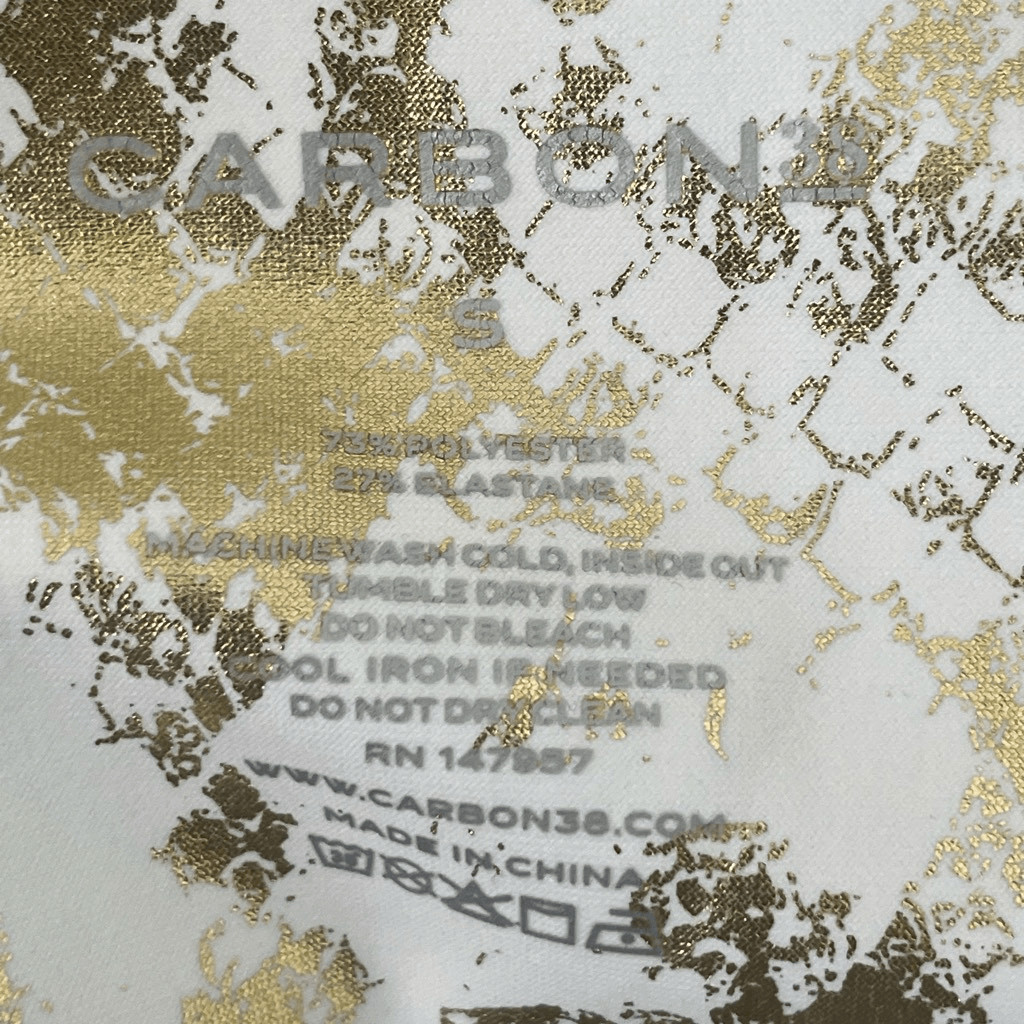 CARBON38
S
73% POLYESTER
27% ELASTANE
MACHINE WASH COLD, INSIDE OUT
TUMBLE DRY LOW
DO NOT BLEACH
COOL IRON IF NEEDED
DO NOT DRY CLEAN
RN 147957
WWW.CARBON38.COM
MADE IN CHINA